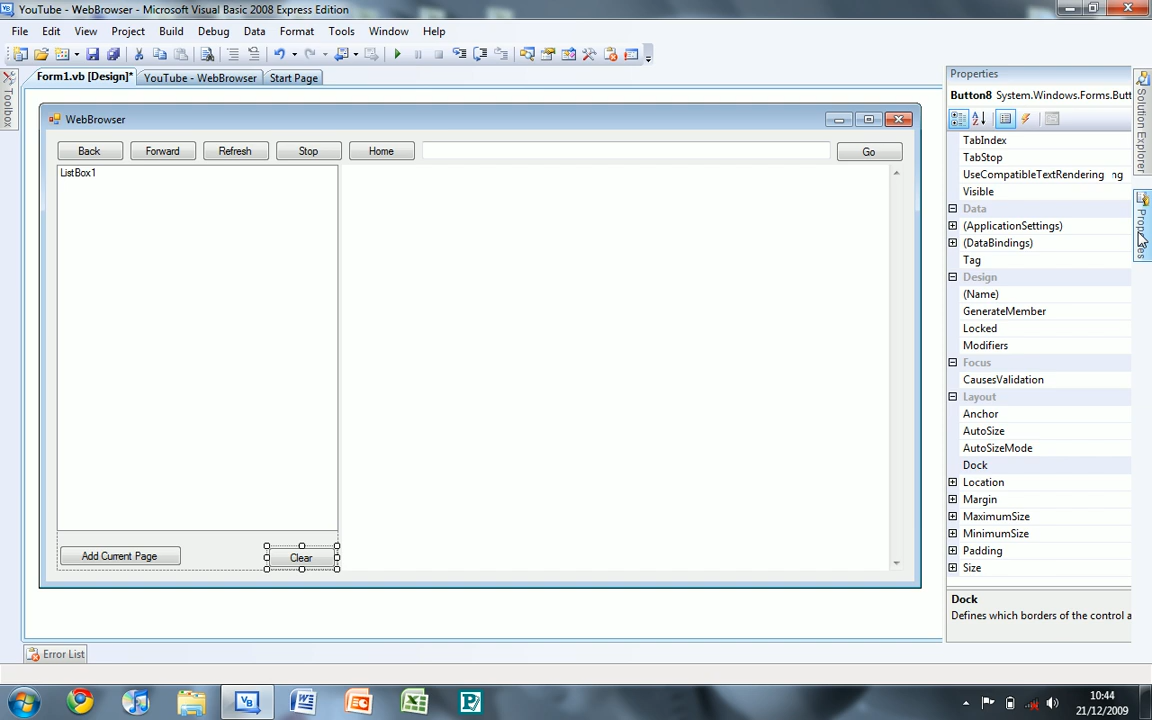 YouTube - WebBrowser - Microsoft Visual Basic 2008 Express Edition
File Edit View Project Build Debug Data Format Tools Window Help
Form1.vb [Design]* YouTube - WebBrowser Start Page
Toolbox
WebBrowser
Back Forward Refresh Stop Home Go
ListBox1
Add Current Page Clear
Error List
Properties
Button8 System.Windows.Forms.Butt
TabIndex
TabStop
UseCompatibleTextRendering ng
Visible
Data
(ApplicationSettings)
(DataBindings)
Tag
Design
(Name)
GenerateMember
Locked
Modifiers
Focus
CausesValidation
Layout
Anchor
AutoSize
AutoSizeMode
Dock
Location
Margin
MaximumSize
MinimumSize
Padding
Size
Dock
Defines which borders of the control a
Solution Explorer
Properties
10:44
21/12/2009